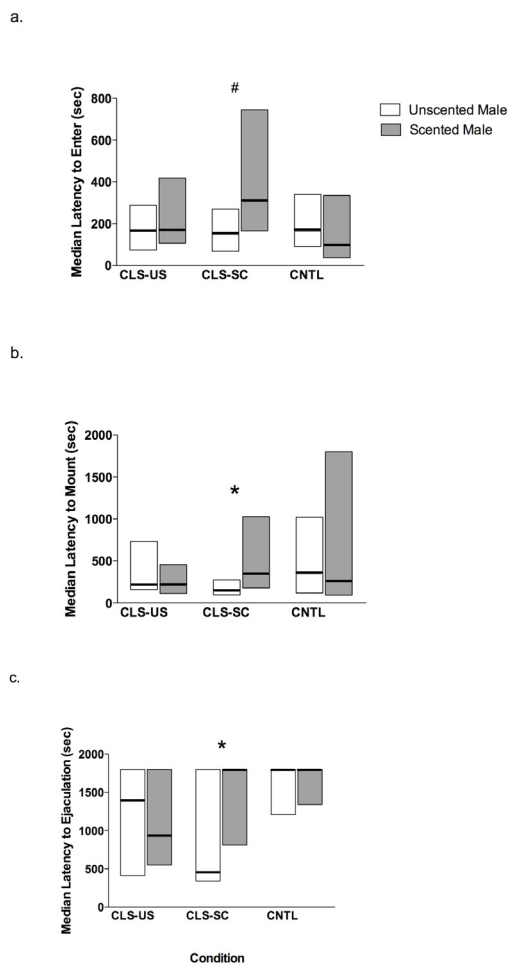 a.
#
Median Latency to Enter (sec)
800
600
400
200
0
CLS-US CLS-SC CNTL
Unscented Male
Scented Male
b.
Median Latency to Mount (sec)
2000
1500
1000
500
0
*
CLS-US CLS-SC CNTL
c.
Median Latency to Ejaculation (sec)
2000
1500
1000
500
0
*
CLS-US CLS-SC CNTL
Condition